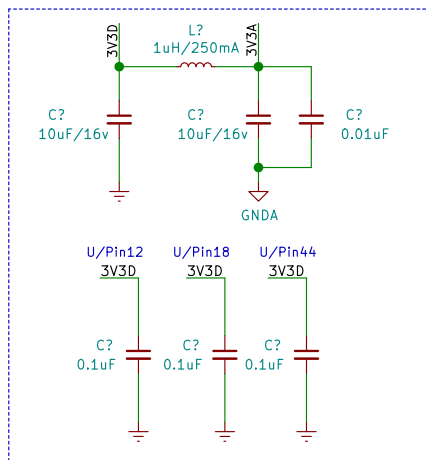 3V3D
L?
3V3A
1uH/250mA
C?
10uF/16v
C?
10uF/16v
C?
0.01uF
GNDA
U/Pin12
3V3D
U/Pin18
3V3D
U/Pin44
3V3D
C?
0.1uF
C?
0.1uF
C?
0.1uF